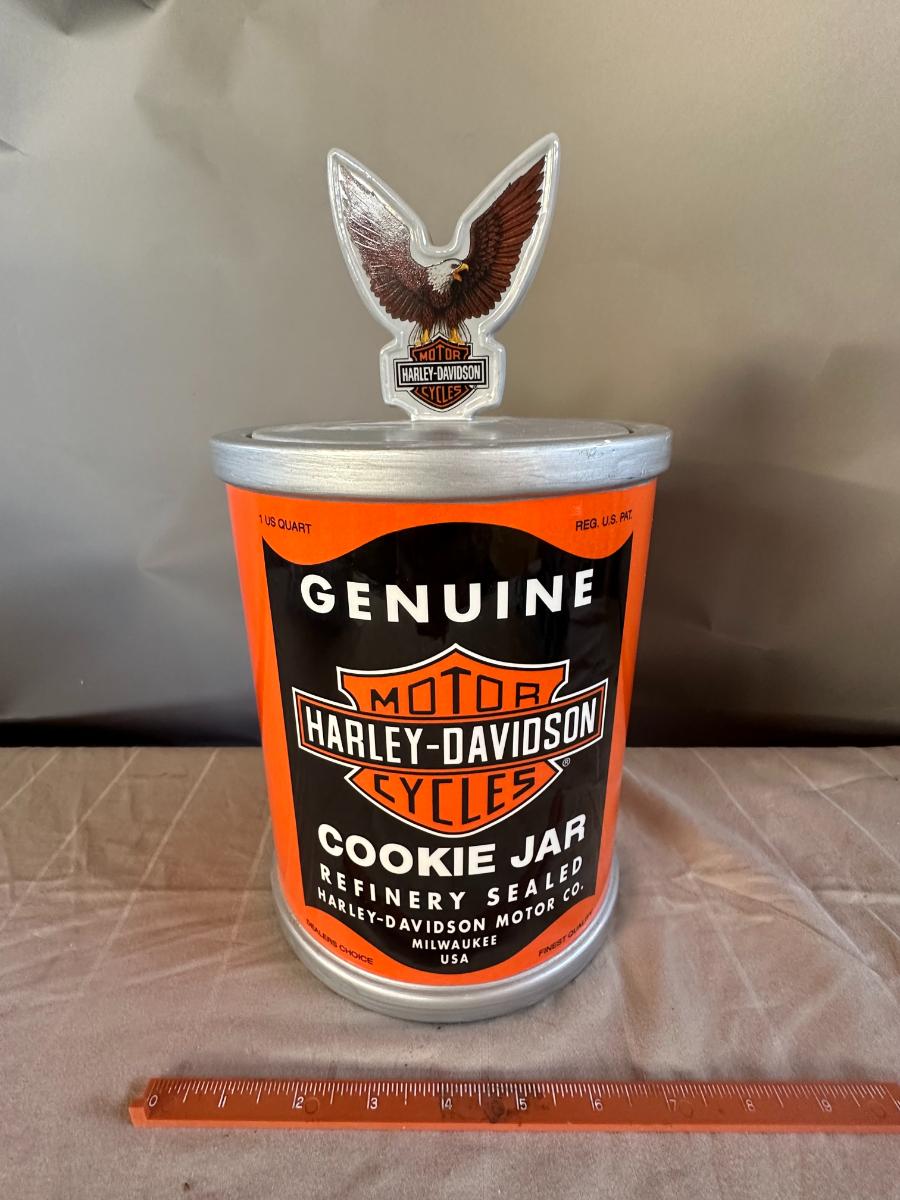 MOTOR
HARLEY-DAVIDSON
CYCLES
1 US QUART
REG. U.S. PAT.
GENUINE
MOTOR
HARLEY-DAVIDSON
CYCLES ®
COOKIE JAR
REFINERY SEALED
HARLEY-DAVIDSON MOTOR CO.
MILWAUKEE
USA
DEALERS CHOICE
FINEST QUALITY
0 1 2 3 4 5 6 7 8 9